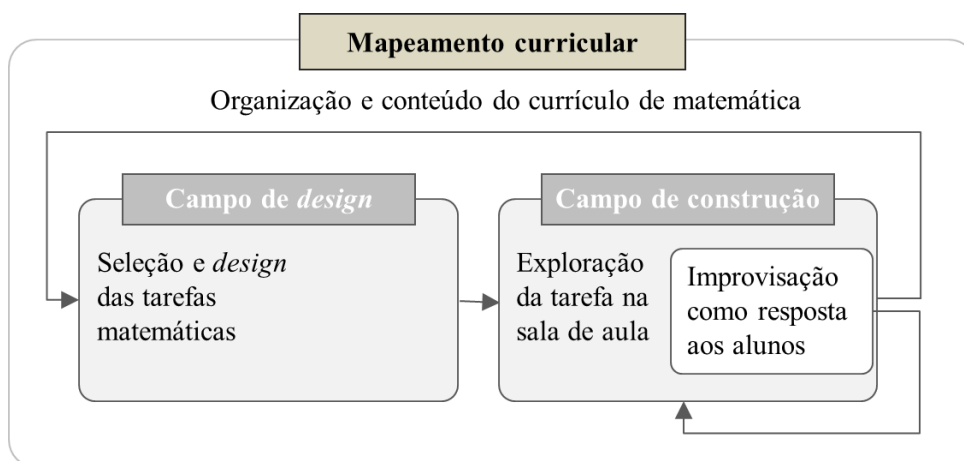 Mapeamento curricular
Organização e conteúdo do currículo de matemática
Campo de design
Seleção e design
das tarefas
matemáticas
Campo de construção
Exploração
da tarefa na
sala de aula
Improvisação
como resposta
aos alunos